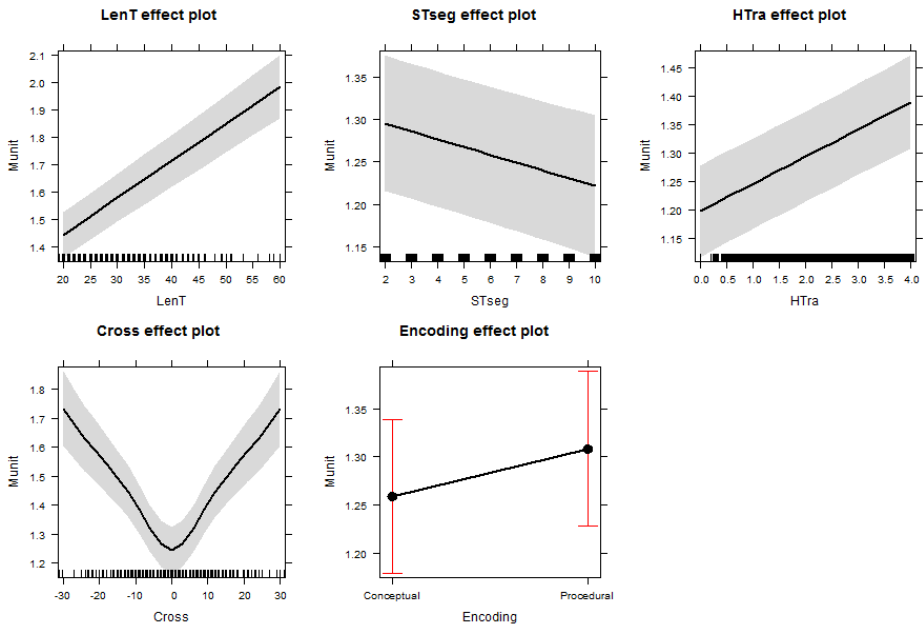 LenT effect plot
Munit
2.1
2.0
1.9
1.8
1.7
1.6
1.5
1.4
20 25 30 35 40 45 50 55 60
LenT
STseg effect plot
Munit
1.35
1.30
1.25
1.20
1.15
2 3 4 5 6 7 8 9 10
STseg
HTra effect plot
Munit
1.45
1.40
1.35
1.30
1.25
1.20
1.15
0.0 0.5 1.0 1.5 2.0 2.5 3.0 3.5 4.0
HTra
Cross effect plot
Munit
1.8
1.7
1.6
1.5
1.4
1.3
1.2
-30 -20 -10 0 10 20 30
Cross
Encoding effect plot
Munit
1.35
1.30
1.25
1.20
Conceptual Procedural
Encoding